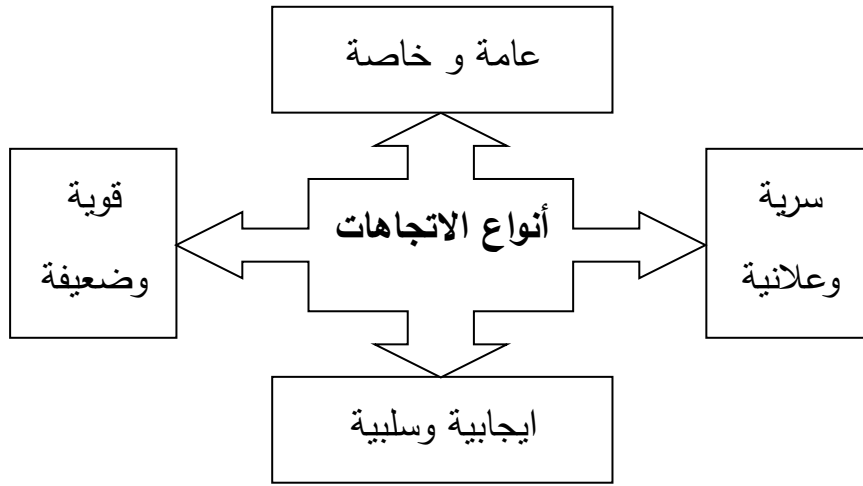 عامة و خاصة
سرية
وعلانية
أنواع الاتجاهات
قوية
وضعيفة
ايجابية وسلبية